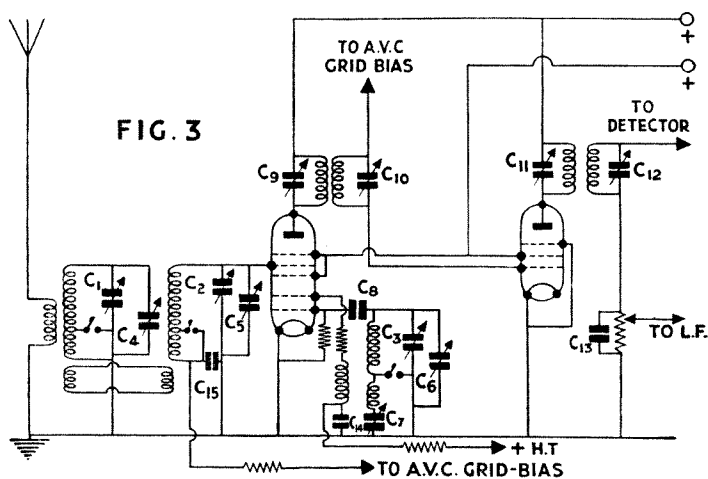 TO A.V.C
GRID BIAS
+
+
FIG. 3
TO
DETECTOR
C9
C10
C11
C12
C1
C2
C4
C5
C8
C3
C6
C13
TO L.F.
C15
C14
C7
+ H.T
TO A.V.C. GRID-BIAS